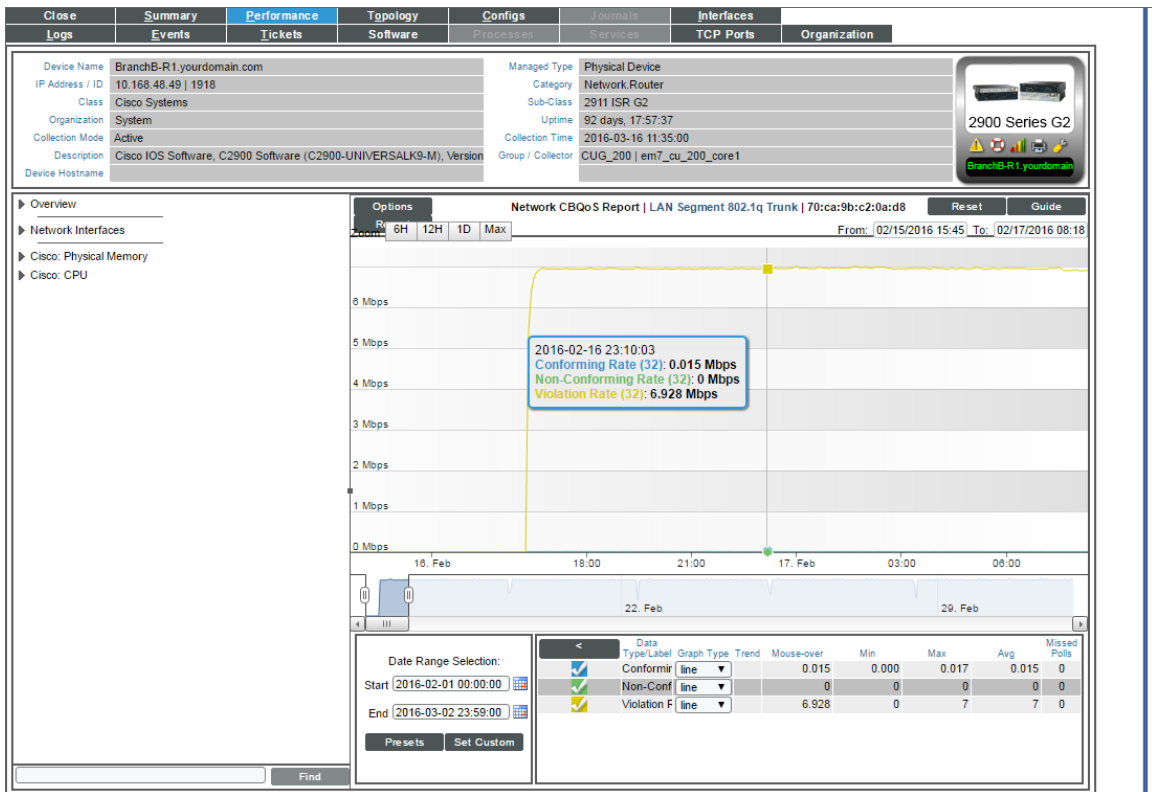 Close Summary Performance Topology Configs Journals Interfaces
Logs Events Tickets Software Processes Services TCP Ports Organization
Device Name BranchB-R1.yourdomain.com Managed Type Physical Device
IP Address / ID 10.168.48.49 | 1918 Category Network.Router
Class Cisco Systems Sub-Class 2911 ISR G2
Organization System Uptime 92 days, 17:57:37
Collection Mode Active Collection Time 2016-03-16 11:35:00
Description Cisco IOS Software, C2900 Software (C2900-UNIVERSALK9-M), Version Group / Collector CUG_200 | em7_cu_200_core1
Device Hostname
2900 Series G2
BranchB-R1.yourdomain
Overview
Network Interfaces
Cisco: Physical Memory
Cisco: CPU
Find
Options Network CBQoS Report | LAN Segment 802.1q Trunk | 70:ca:9b:c2:0a:d8 Reset Guide
Zoom 6H 12H 1D Max From: 02/15/2016 15:45 To: 02/17/2016 08:18
6 Mbps
5 Mbps
4 Mbps
3 Mbps
2 Mbps
1 Mbps
0 Mbps
2016-02-16 23:10:03
Conforming Rate (32): 0.015 Mbps
Non-Conforming Rate (32): 0 Mbps
Violation Rate (32): 6.928 Mbps
16. Feb 18:00 21:00 17. Feb 03:00 06:00
22. Feb 29. Feb
Date Range Selection:
Start 2016-02-01 00:00:00
End 2016-03-02 23:59:00
Presets Set Custom
< Data Type/Label Graph Type Trend Mouse-over Min Max Avg Missed Polls
Conformir line 0.015 0.000 0.017 0.015 0
Non-Conf line 0 0 0 0 0
Violation F line 6.928 0 7 7 0